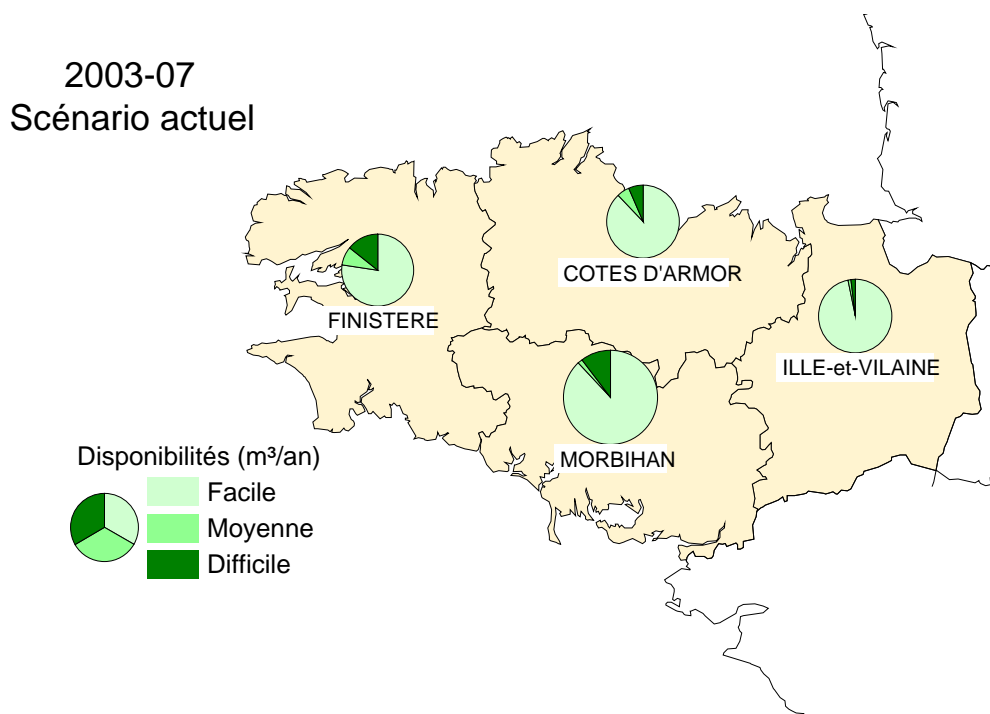 2003-07
Scénario actuel
COTES D'ARMOR
FINISTERE
ILLE-et-VILAINE
MORBIHAN
Disponibilités (m³/an)
Facile
Moyenne
Difficile